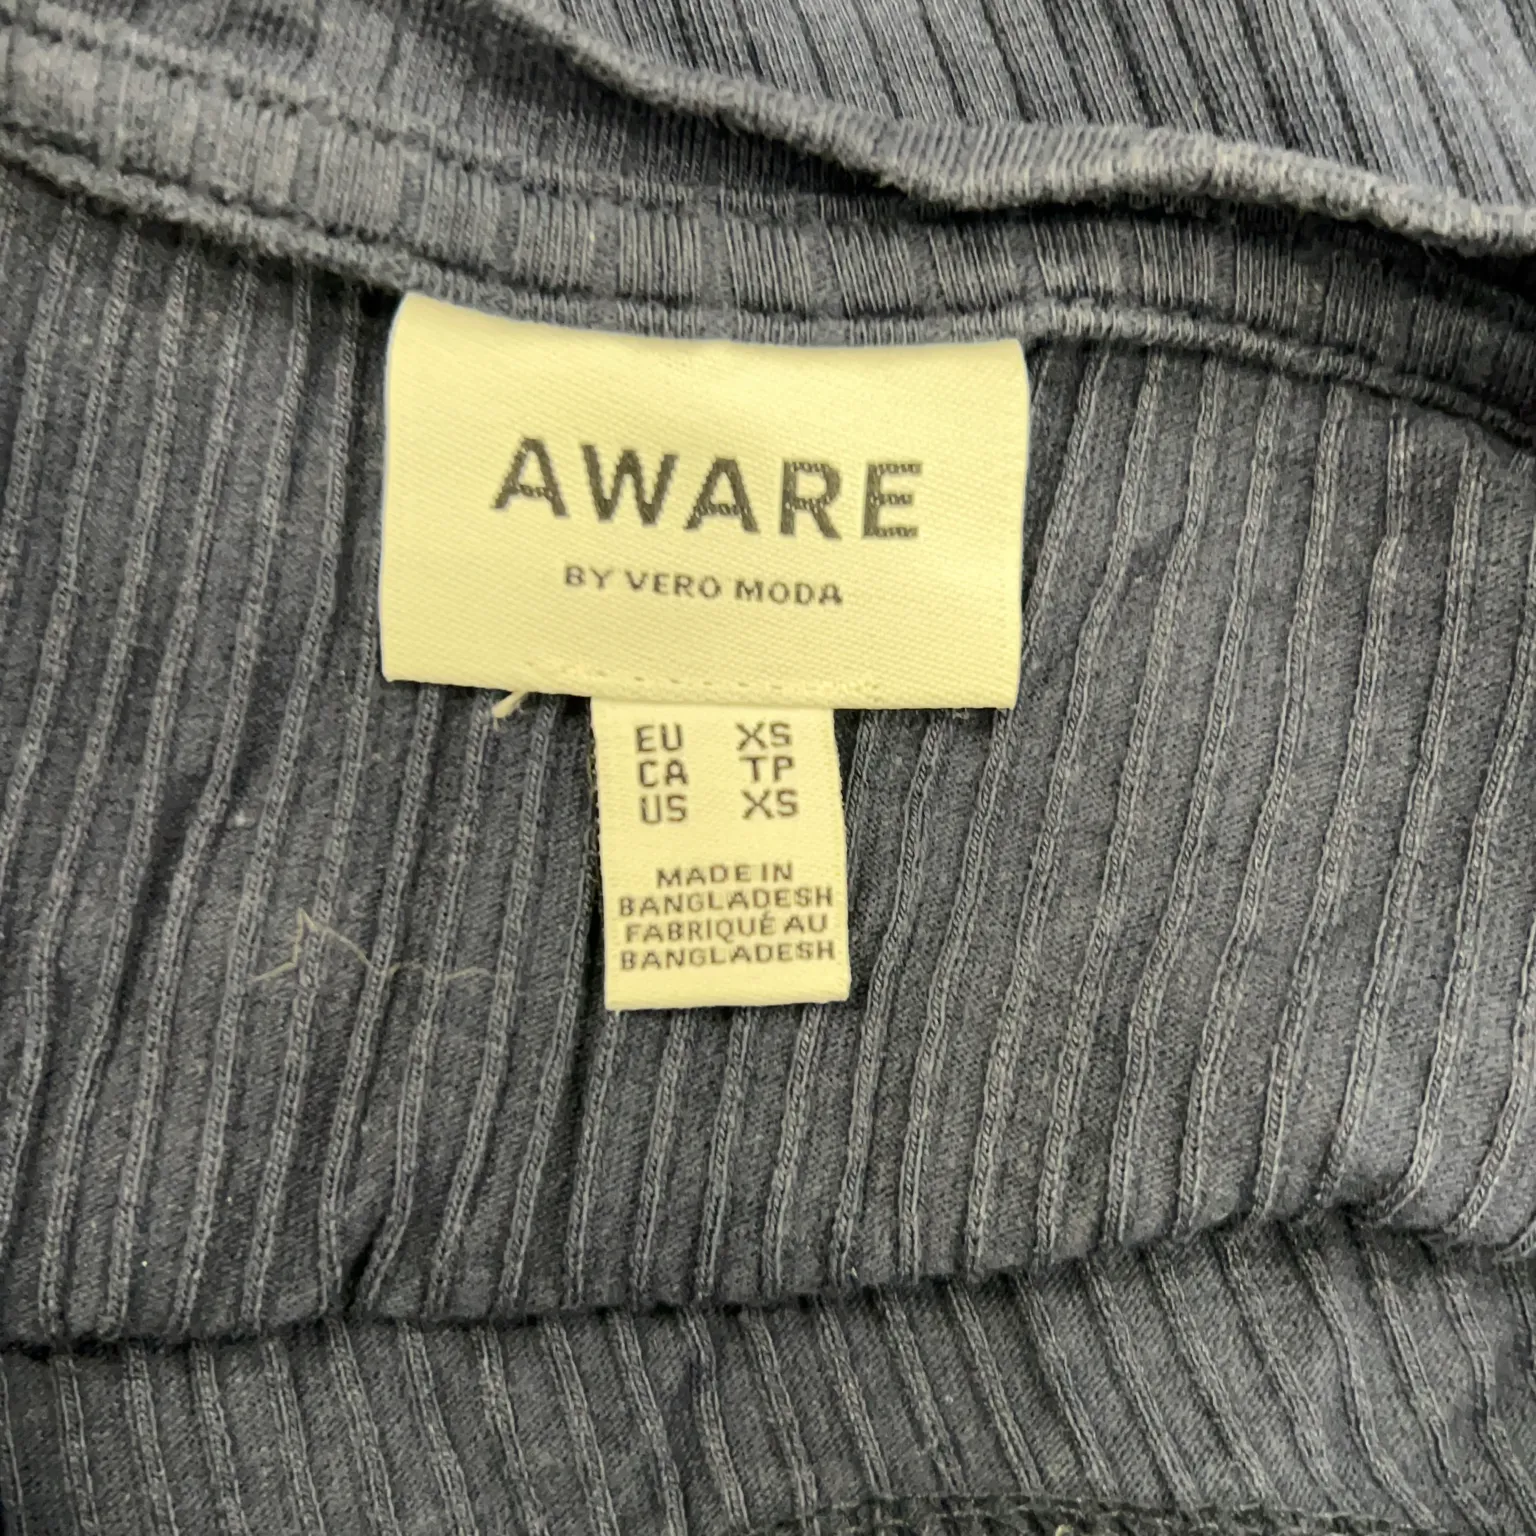 AWARE
BY VERO MODA
EU XS
CA TP
US XS
MADE IN
BANGLADESH
FABRIQUÉ AU
BANGLADESH